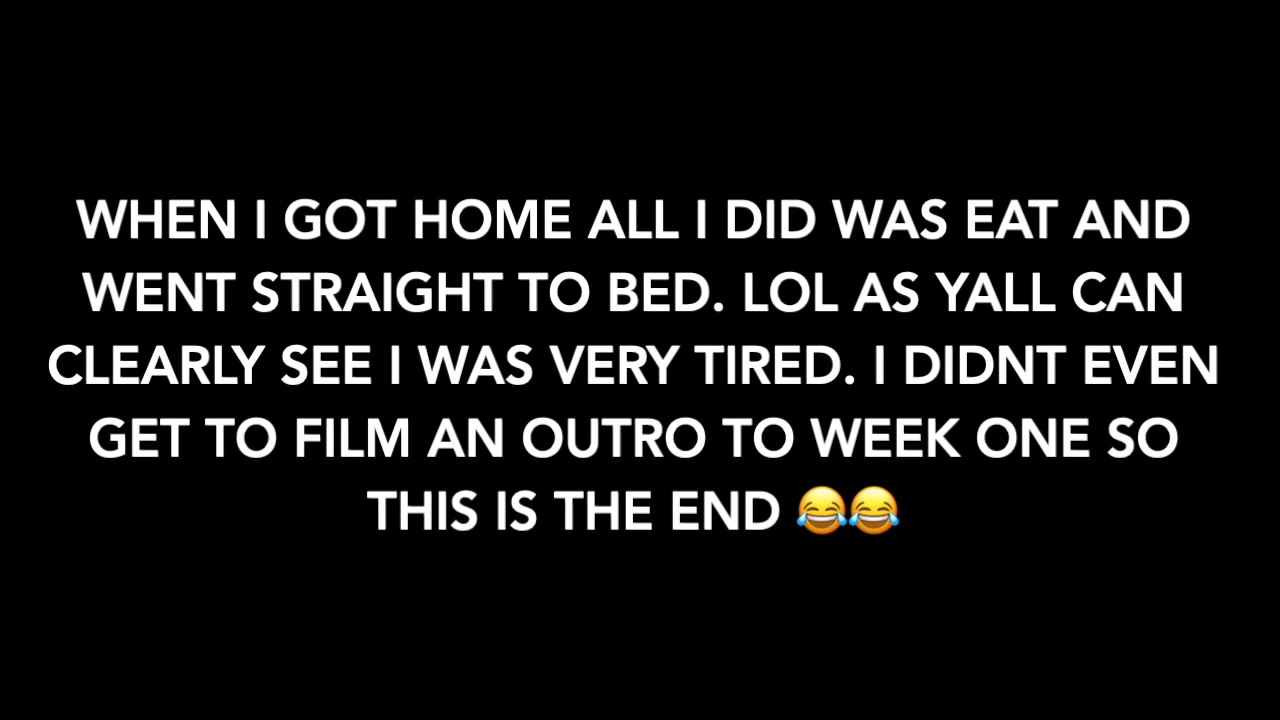 WHEN I GOT HOME ALL I DID WAS EAT AND
WENT STRAIGHT TO BED. LOL AS YALL CAN
CLEARLY SEE I WAS VERY TIRED. I DIDNT EVEN
GET TO FILM AN OUTRO TO WEEK ONE SO
THIS IS THE END 😂😂